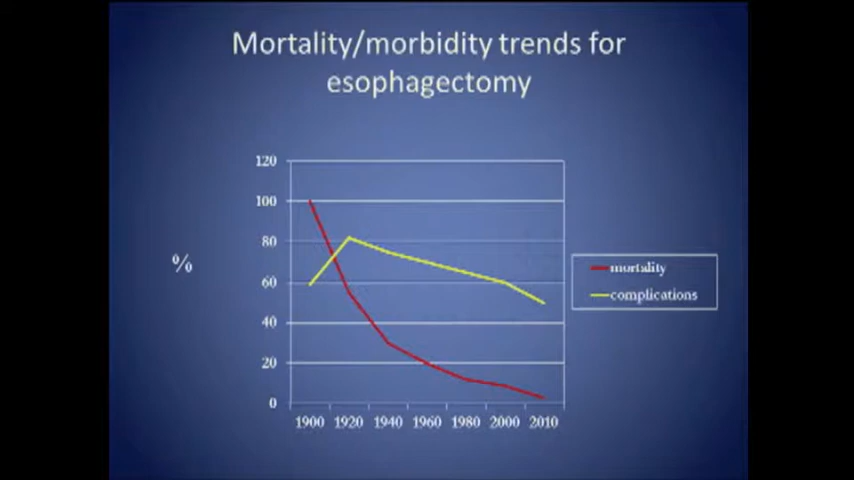 Mortality/morbidity trends for
esophagectomy
120
100
80
60
40
20
0
%
1900 1920 1940 1960 1980 2000 2010
mortality
complications